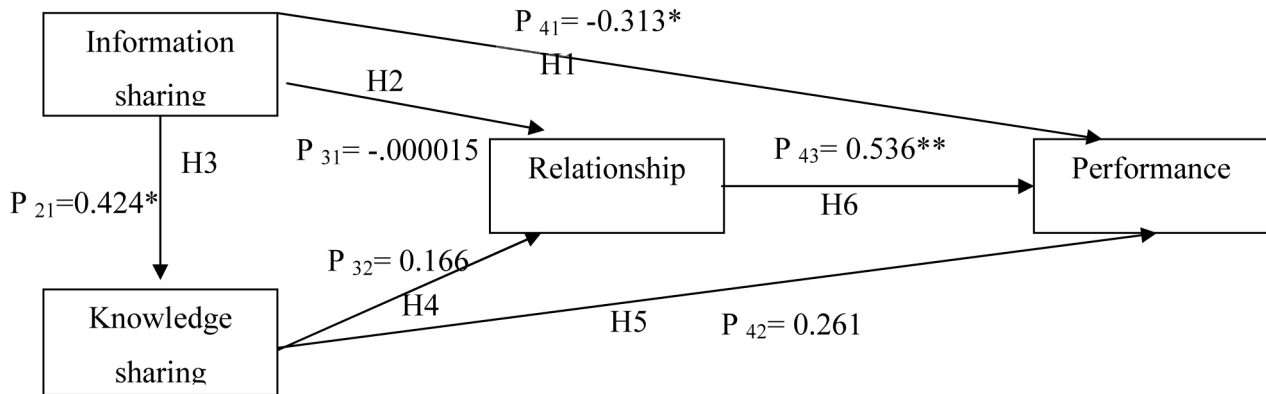 P 41= -0.313*
H1
Information
sharing
H2
P 31= -.000015
H3
P 21=0.424*
Relationship
P 43= 0.536**
H6
Performance
P 32= 0.166
H4
H5
P 42= 0.261
Knowledge
sharing